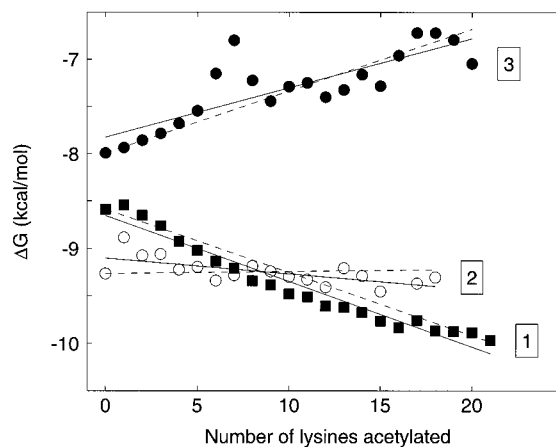 -7
-8
-9
-10
ΔG (kcal/mol)
3
2
1
0 5 10 15 20
Number of lysines acetylated